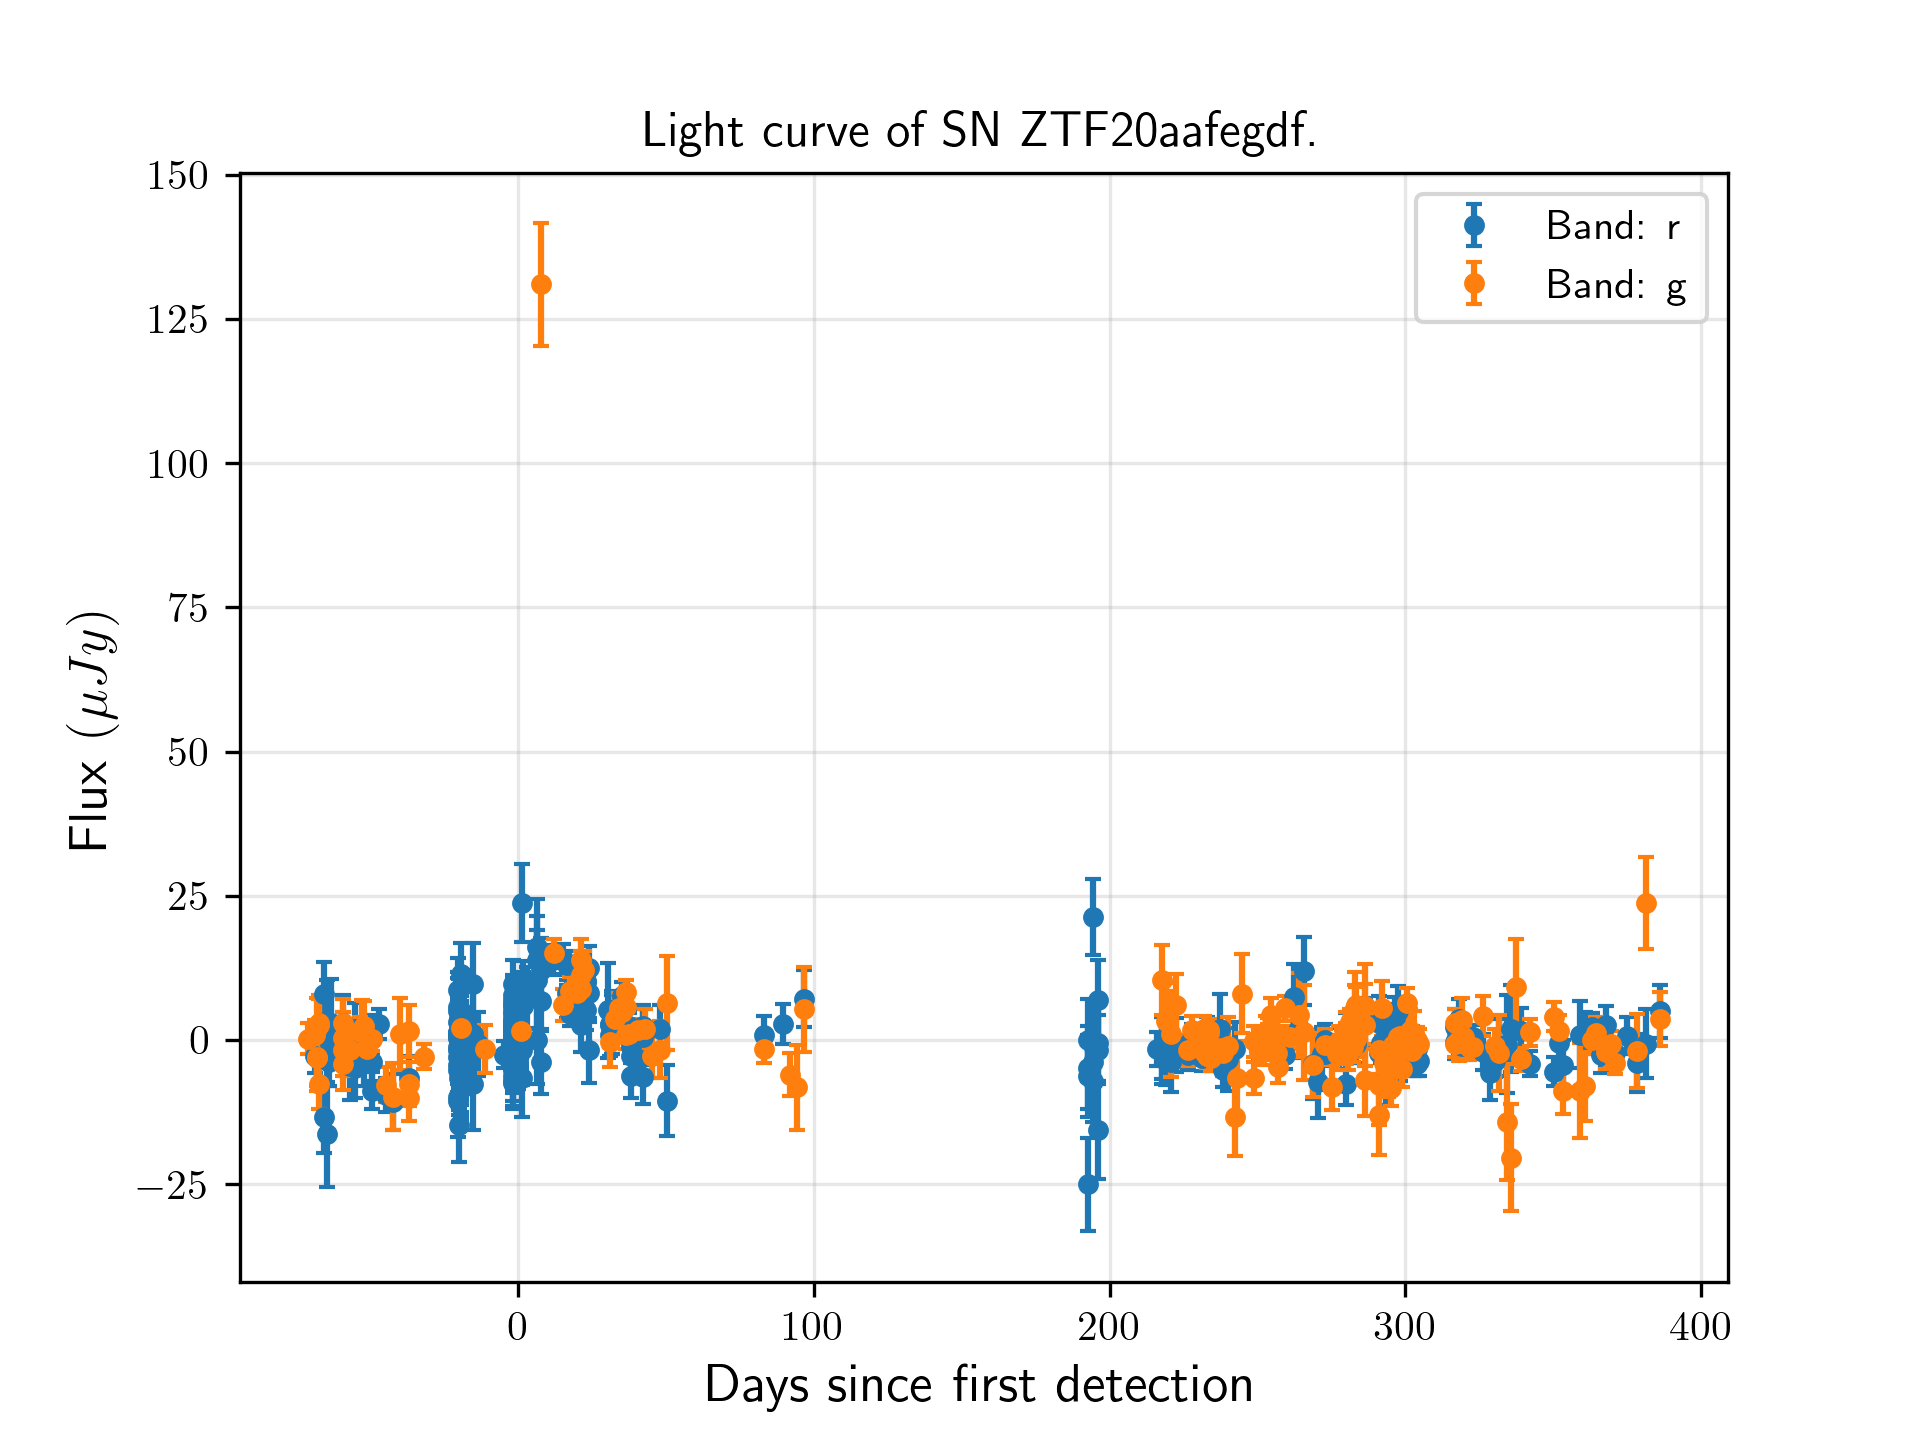 Light curve of SN ZTF20aafegdf.
150
125
100
75
50
25
0
−25
Flux (μJy)
Band: r
Band: g
0 100 200 300 400
Days since first detection